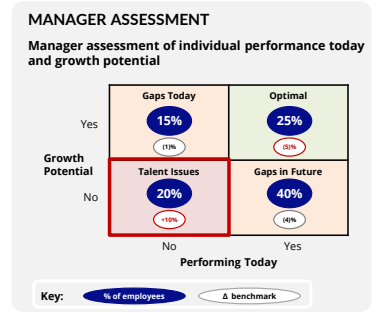 MANAGER ASSESSMENT
Manager assessment of individual performance today
and growth potential
Gaps Today
Optimal
Yes
15%
25%
(1)%
(5)%
Growth
Potential
Talent Issues
Gaps in Future
No
20%
40%
+10%
(4)%
No
Yes
Performing Today
Key:
% of employees
Δ benchmark